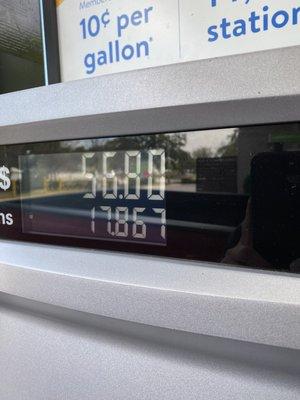 10¢ per
gallon*
station
$ 56.80
ns 17.867